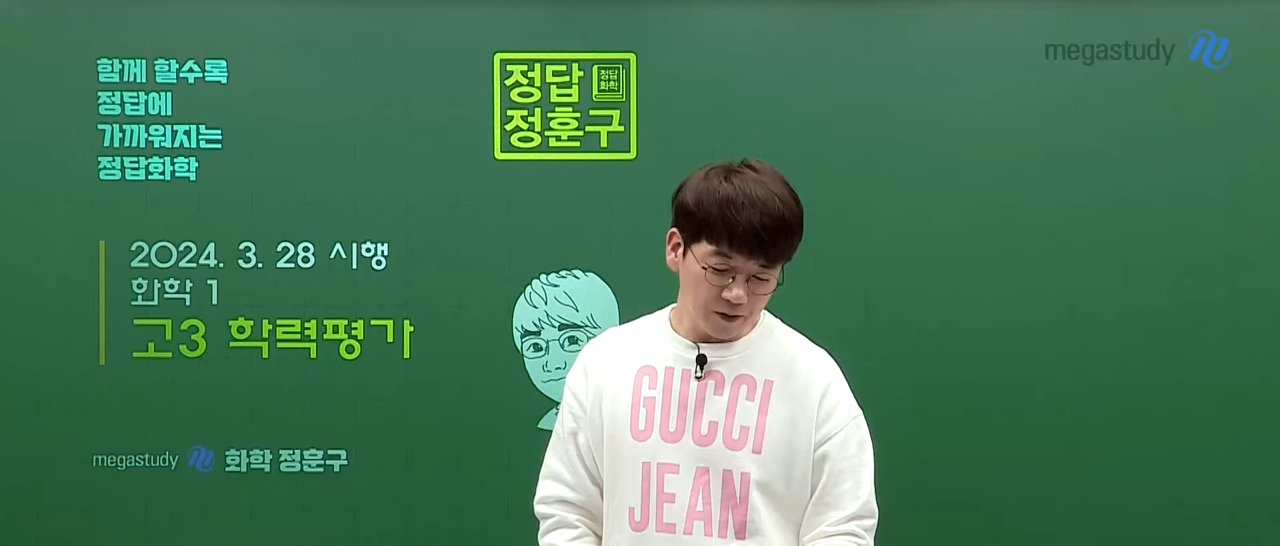 함께 할수록
정답에
가까워지는
정답화학
정답
정답
화학
정훈구
megastudy
2024. 3. 28 시행
화학 1
고3 학력평가
megastudy 화학 정훈구
GUCCI
JEAN